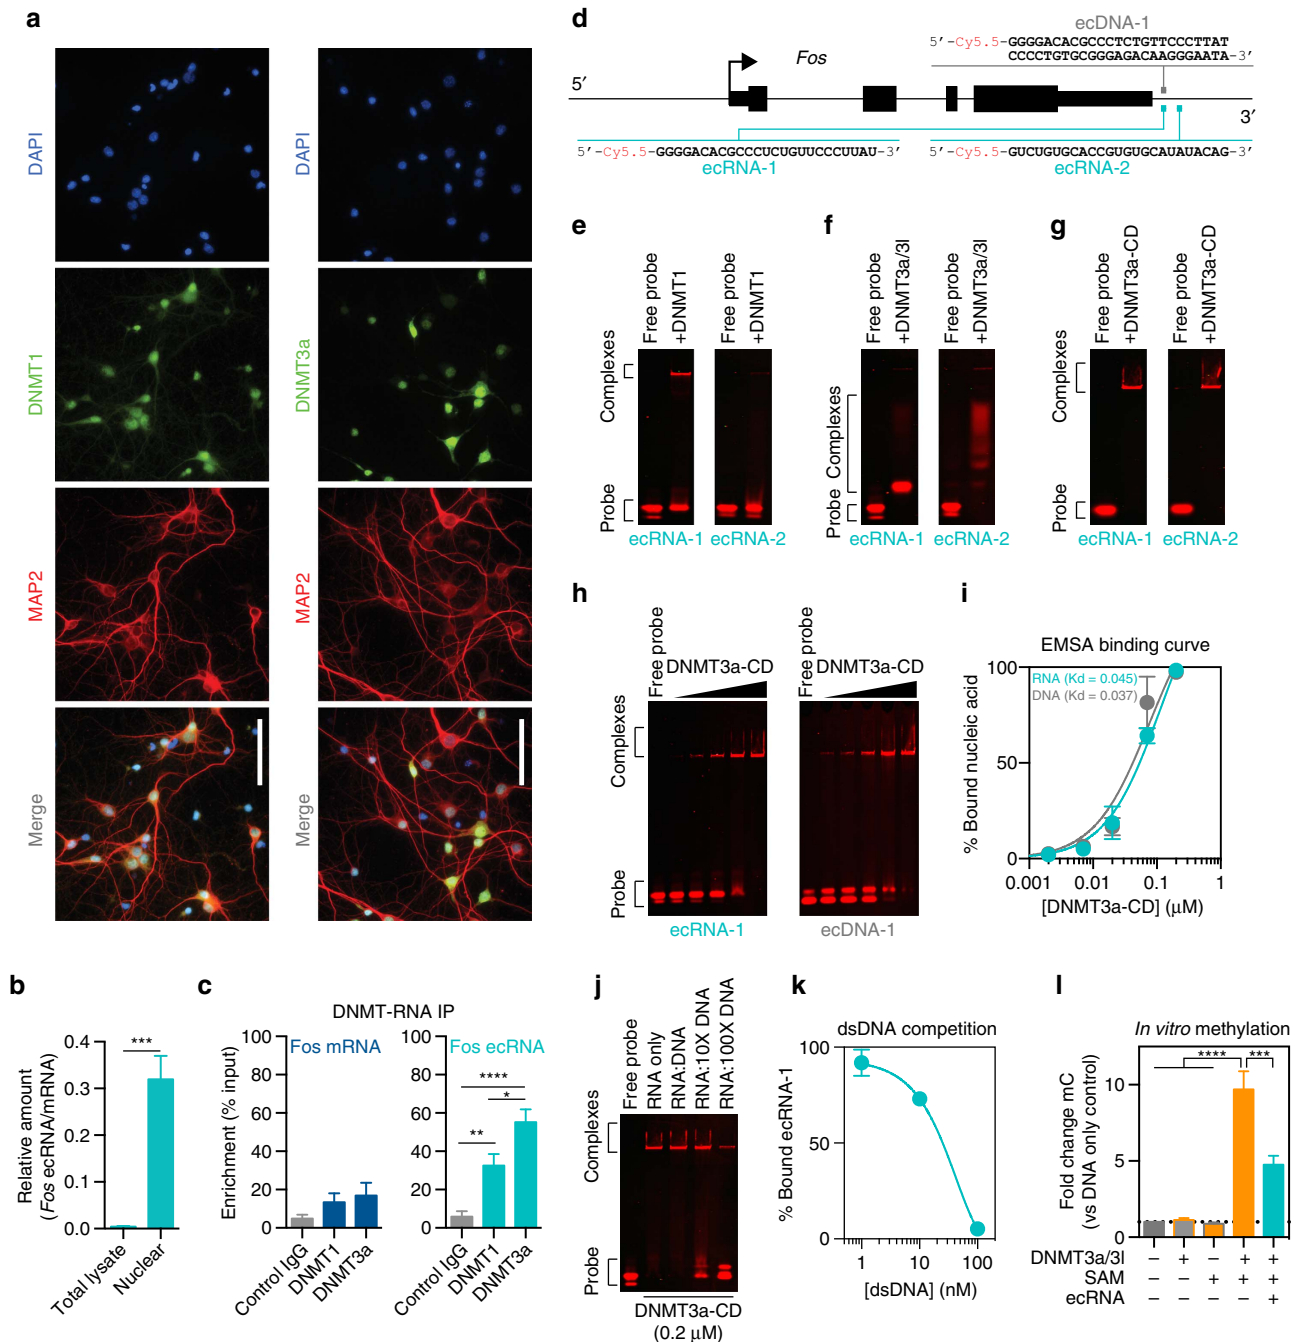 a
DAPI
DAPI
DNMT1
DNMT3a
MAP2
MAP2
Merge
Merge
b
Relative amount
(Fos ecRNA/mRNA)
0.4
0.3
0.2
0.1
0.0
***
Total lysate
Nuclear
c
DNMT-RNA IP
Enrichment (% input)
100
80
60
40
20
0
Fos mRNA
Control IgG
DNMT1
DNMT3a
100
80
60
40
20
0
Fos ecRNA
****
*
**
Control IgG
DNMT1
DNMT3a
d
ecDNA-1
5′-Cy5.5-GGGGACACGCCCTCTGTTCCCTTAT
CCCCTGTGCGGGAGACAAGGGAATA-3′
Fos
5′
3′
5′-Cy5.5-GGGGACACGCCCUCUGUUCCCUUAU-3′
ecRNA-1
5′-Cy5.5-GUCUGUGCACCGUGUGCAUAUACAG-3′
ecRNA-2
e
Free probe
+DNMT1
Free probe
+DNMT1
Complexes
Probe
ecRNA-1
ecRNA-2
f
Free probe
+DNMT3a/3l
Free probe
+DNMT3a/3l
Complexes
Probe
ecRNA-1
ecRNA-2
g
Free probe
+DNMT3a-CD
Free probe
+DNMT3a-CD
Complexes
Probe
ecRNA-1
ecRNA-2
h
Free probe
DNMT3a-CD
Free probe
DNMT3a-CD
Complexes
Probe
ecRNA-1
ecDNA-1
i
EMSA binding curve
RNA (Kd = 0.045)
DNA (Kd = 0.037)
% Bound nucleic acid
100
50
0
0.001
0.01
0.1
1
[DNMT3a-CD] (μM)
j
Free probe
RNA only
RNA:DNA
RNA:10X DNA
RNA:100X DNA
Complexes
Probe
DNMT3a-CD
(0.2 μM)
k
dsDNA competition
% Bound ecRNA-1
100
50
0
1
10
100
[dsDNA] (nM)
l
In vitro methylation
****
***
Fold change mC
(vs DNA only control)
10
5
0
DNMT3a/3l – + – + +
SAM – – + + +
ecRNA – – – – +